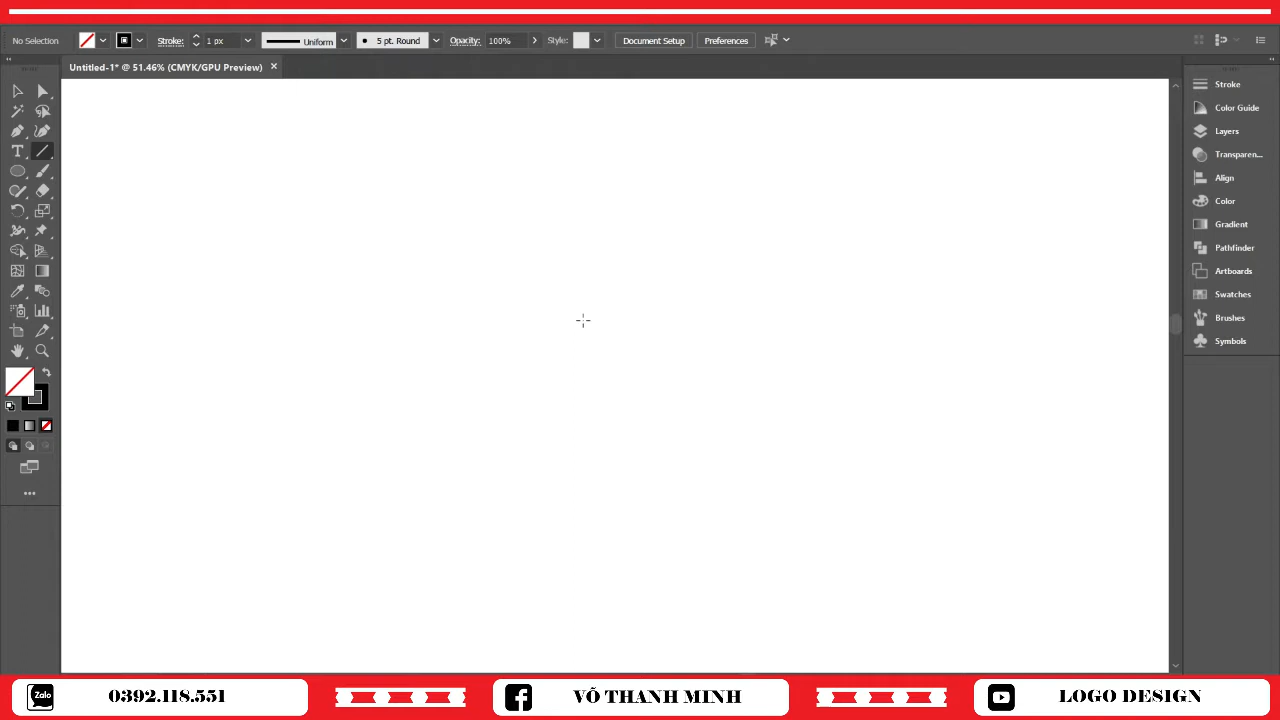 No Selection Stroke: 1 px Uniform 5 pt. Round Opacity: 100% Style: Document Setup Preferences
Untitled-1* @ 51.46% (CMYK/GPU Preview) ×
Stroke
Color Guide
Layers
Transparen...
Align
Color
Gradient
Pathfinder
Artboards
Swatches
Brushes
Symbols
Zalo 0392.118.551 VÕ THANH MINH LOGO DESIGN